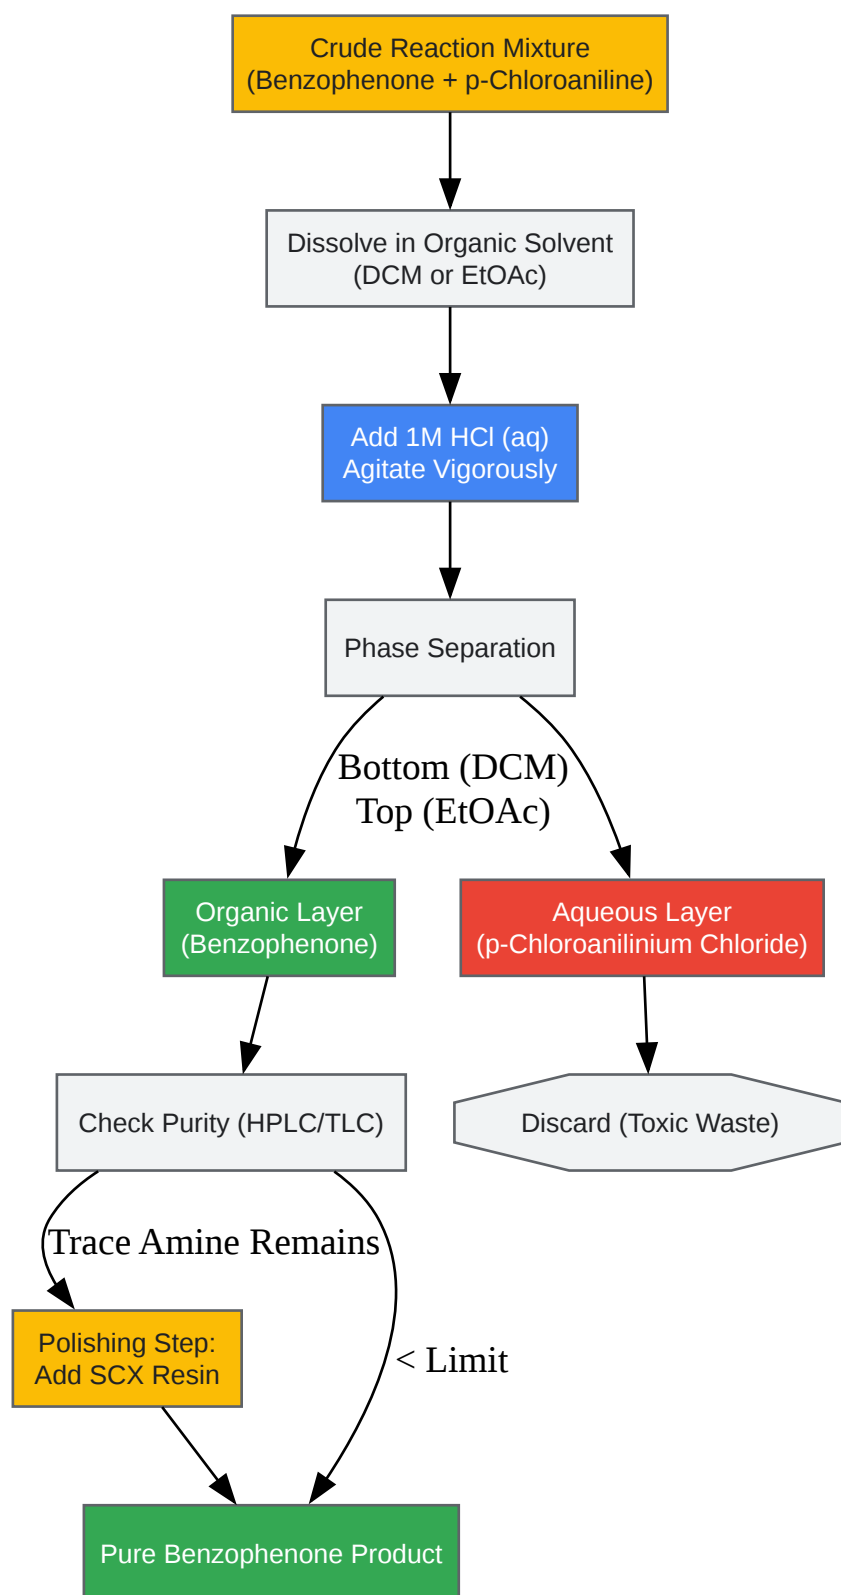 Crude Reaction Mixture
(Benzophenone + p-Chloroaniline)
Dissolve in Organic Solvent
(DCM or EtOAc)
Add 1M HCl (aq)
Agitate Vigorously
Phase Separation
Bottom (DCM)
Top (EtOAc)
Organic Layer
(Benzophenone)
Aqueous Layer
(p-Chloroanilinium Chloride)
Check Purity (HPLC/TLC)
Discard (Toxic Waste)
Trace Amine Remains
Polishing Step:
Add SCX Resin
< Limit
Pure Benzophenone Product